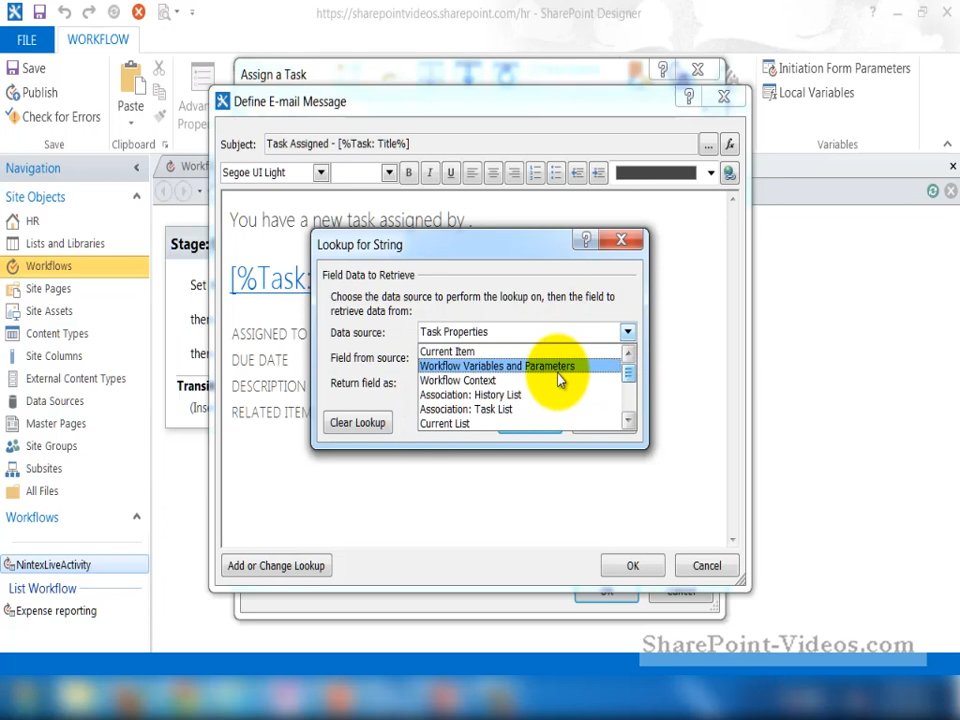 https://sharepointvideos.sharepoint.com/hr - SharePoint Designer
FILE
WORKFLOW
Save
Publish
Check for Errors
Save
Paste
Clipboard
Initiation Form Parameters
Local Variables
Variables
Navigation
Site Objects
HR
Lists and Libraries
Workflows
Site Pages
Site Assets
Content Types
Site Columns
External Content Types
Data Sources
Master Pages
Site Groups
Subsites
All Files
Workflows
NintexLiveActivity
List Workflow
Expense reporting
Stage:
Set
Assign a Task
Define E-mail Message
Subject:
Task Assigned - [%Task: Title%]
...
fx
Segoe UI Light
B
I
U
You have a new task assigned by .
[%Task:
ASSIGNED TO
DUE DATE
DESCRIPTION
RELATED ITEM
Add or Change Lookup
OK
Cancel
Lookup for String
Field Data to Retrieve
Choose the data source to perform the lookup on, then the field to
retrieve data from:
Data source:
Task Properties
Field from source:
Return field as:
Current Item
Workflow Variables and Parameters
Workflow Context
Association: History List
Association: Task List
Current List
Clear Lookup
SharePoint-Videos.com